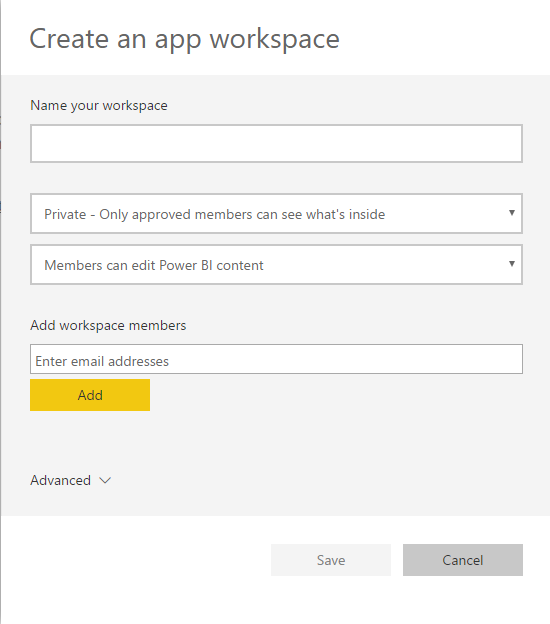 Create an app workspace
Name your workspace
Private - Only approved members can see what's inside
Members can edit Power BI content
Add workspace members
Enter email addresses
Add
Advanced
Save
Cancel